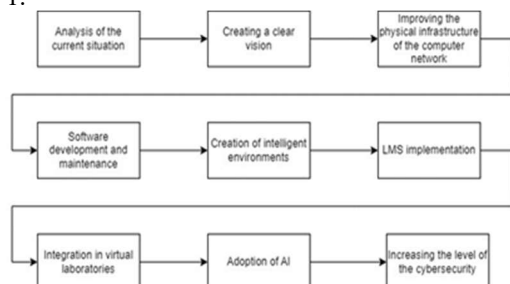 1.
Analysis of the
current situation
Creating a clear
vision
Improving the
physical infrastructure
of the computer
network
Software
development and
maintenance
Creation of intelligent
environments
LMS implementation
Integration in virtual
laboratories
Adoption of AI
Increasing the level of
the cybersecurity